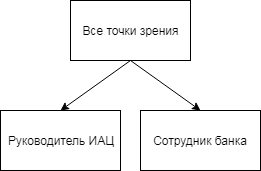 Все точки зрения
Руководитель ИАЦ
Сотрудник банка